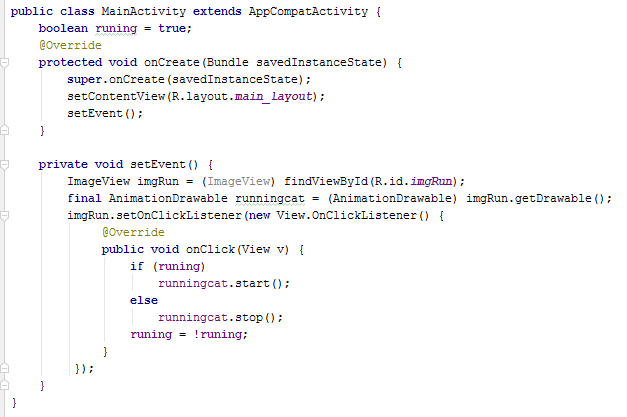 public class MainActivity extends AppCompatActivity {
    boolean runing = true;
    @Override
    protected void onCreate(Bundle savedInstanceState) {
        super.onCreate(savedInstanceState);
        setContentView(R.layout.main_layout);
        setEvent();
    }

    private void setEvent() {
        ImageView imgRun = (ImageView) findViewById(R.id.imgRun);
        final AnimationDrawable runningcat = (AnimationDrawable) imgRun.getDrawable();
        imgRun.setOnClickListener(new View.OnClickListener() {
            @Override
            public void onClick(View v) {
                if (runing)
                    runningcat.start();
                else
                    runningcat.stop();
                runing = !runing;
            }
        });
    }
}